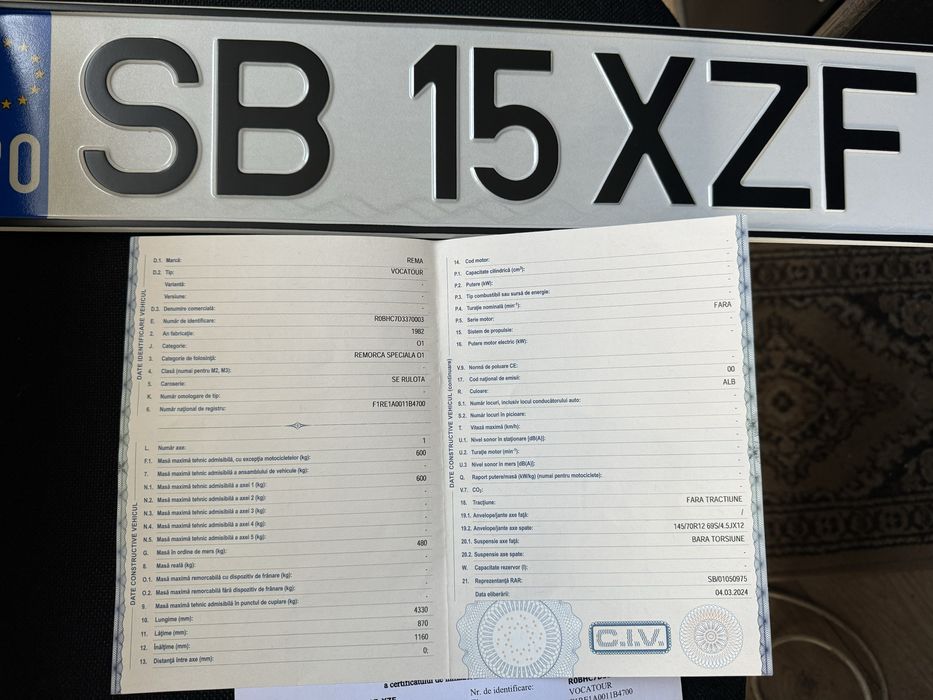 RO
SB 15 XZF
DATE IDENTIFICARE VEHICUL
D.1. Marcă: REMA
D.2. Tip: VOCATOUR
Variantă: -
Versiune: -
D.3. Denumire comercială: -
E. Număr de identificare: R0BHC7D3370003
2. An fabricație: 1982
J. Categorie: O1
3. Categorie de folosință: REMORCA SPECIALA O1
4. Clasă (numai pentru M2, M3): -
5. Caroserie: SE RULOTA
K. Număr omologare de tip: -
6. Număr național de registru: F1RE1A0011B4700
DATE CONSTRUCTIVE VEHICUL
L. Număr axe: 1
F.1. Masă maximă tehnic admisibilă, cu excepția motocicletelor (kg): 600
7. Masă maximă tehnic admisibilă a ansamblului de vehicule (kg): -
N.1. Masă maximă tehnic admisibilă a axei 1 (kg): 600
N.2. Masă maximă tehnic admisibilă a axei 2 (kg): -
N.3. Masă maximă tehnic admisibilă a axei 3 (kg): -
N.4. Masă maximă tehnic admisibilă a axei 4 (kg): -
N.5. Masă maximă tehnic admisibilă a axei 5 (kg): -
G. Masă în ordine de mers (kg): 480
8. Masă reală (kg): -
O.1. Masă maximă remorcabilă cu dispozitiv de frânare (kg): -
O.2. Masă maximă remorcabilă fără dispozitiv de frânare (kg): -
9. Masă maximă tehnic admisibilă în punctul de cuplare (kg): -
10. Lungime (mm): 4330
11. Lățime (mm): 870
12. Înălțime (mm): 1160
13. Distanță între axe (mm): 0;
DATE CONSTRUCTIVE VEHICUL (continuare)
14. Cod motor: -
P.1. Capacitate cilindrică (cm³): -
P.2. Putere (kW): -
P.3. Tip combustibil sau sursă de energie: -
P.4. Turație nominală (min⁻¹): FARA
P.5. Serie motor: -
15. Sistem de propulsie: -
16. Putere motor electric (kW): -
V.9. Normă de poluare CE:
17. Cod național de emisii: 00
R. Culoare: ALB
S.1. Număr locuri, inclusiv locul conducătorului auto: -
S.2. Număr locuri în picioare: -
T. Viteză maximă (km/h): -
U.1. Nivel sonor în staționare [dB(A)]: -
U.2. Turație motor (min⁻¹): -
U.3 Nivel sonor în mers [dB(A)]: -
Q. Raport putere/masă (kW/kg) (numai pentru motociclete): -
V.7. CO₂: -
18. Tracțiune: FARA TRACTIUNE
19.1. Anvelope/jante axe față: /
19.2. Anvelope/jante axe spate: 145/70R12 69S/4.5JX12
20.1. Suspensie axe față: BARA TORSIUNE
20.2. Suspensie axe spate: -
W. Capacitate rezervor (l): -
21. Reprezentanță RAR: SB/01050975
Data eliberării: 04.03.2024
C.I.V.
a certificatului de
Nr. de identificare:
VOCATOUR
F1RE1A0011B4700